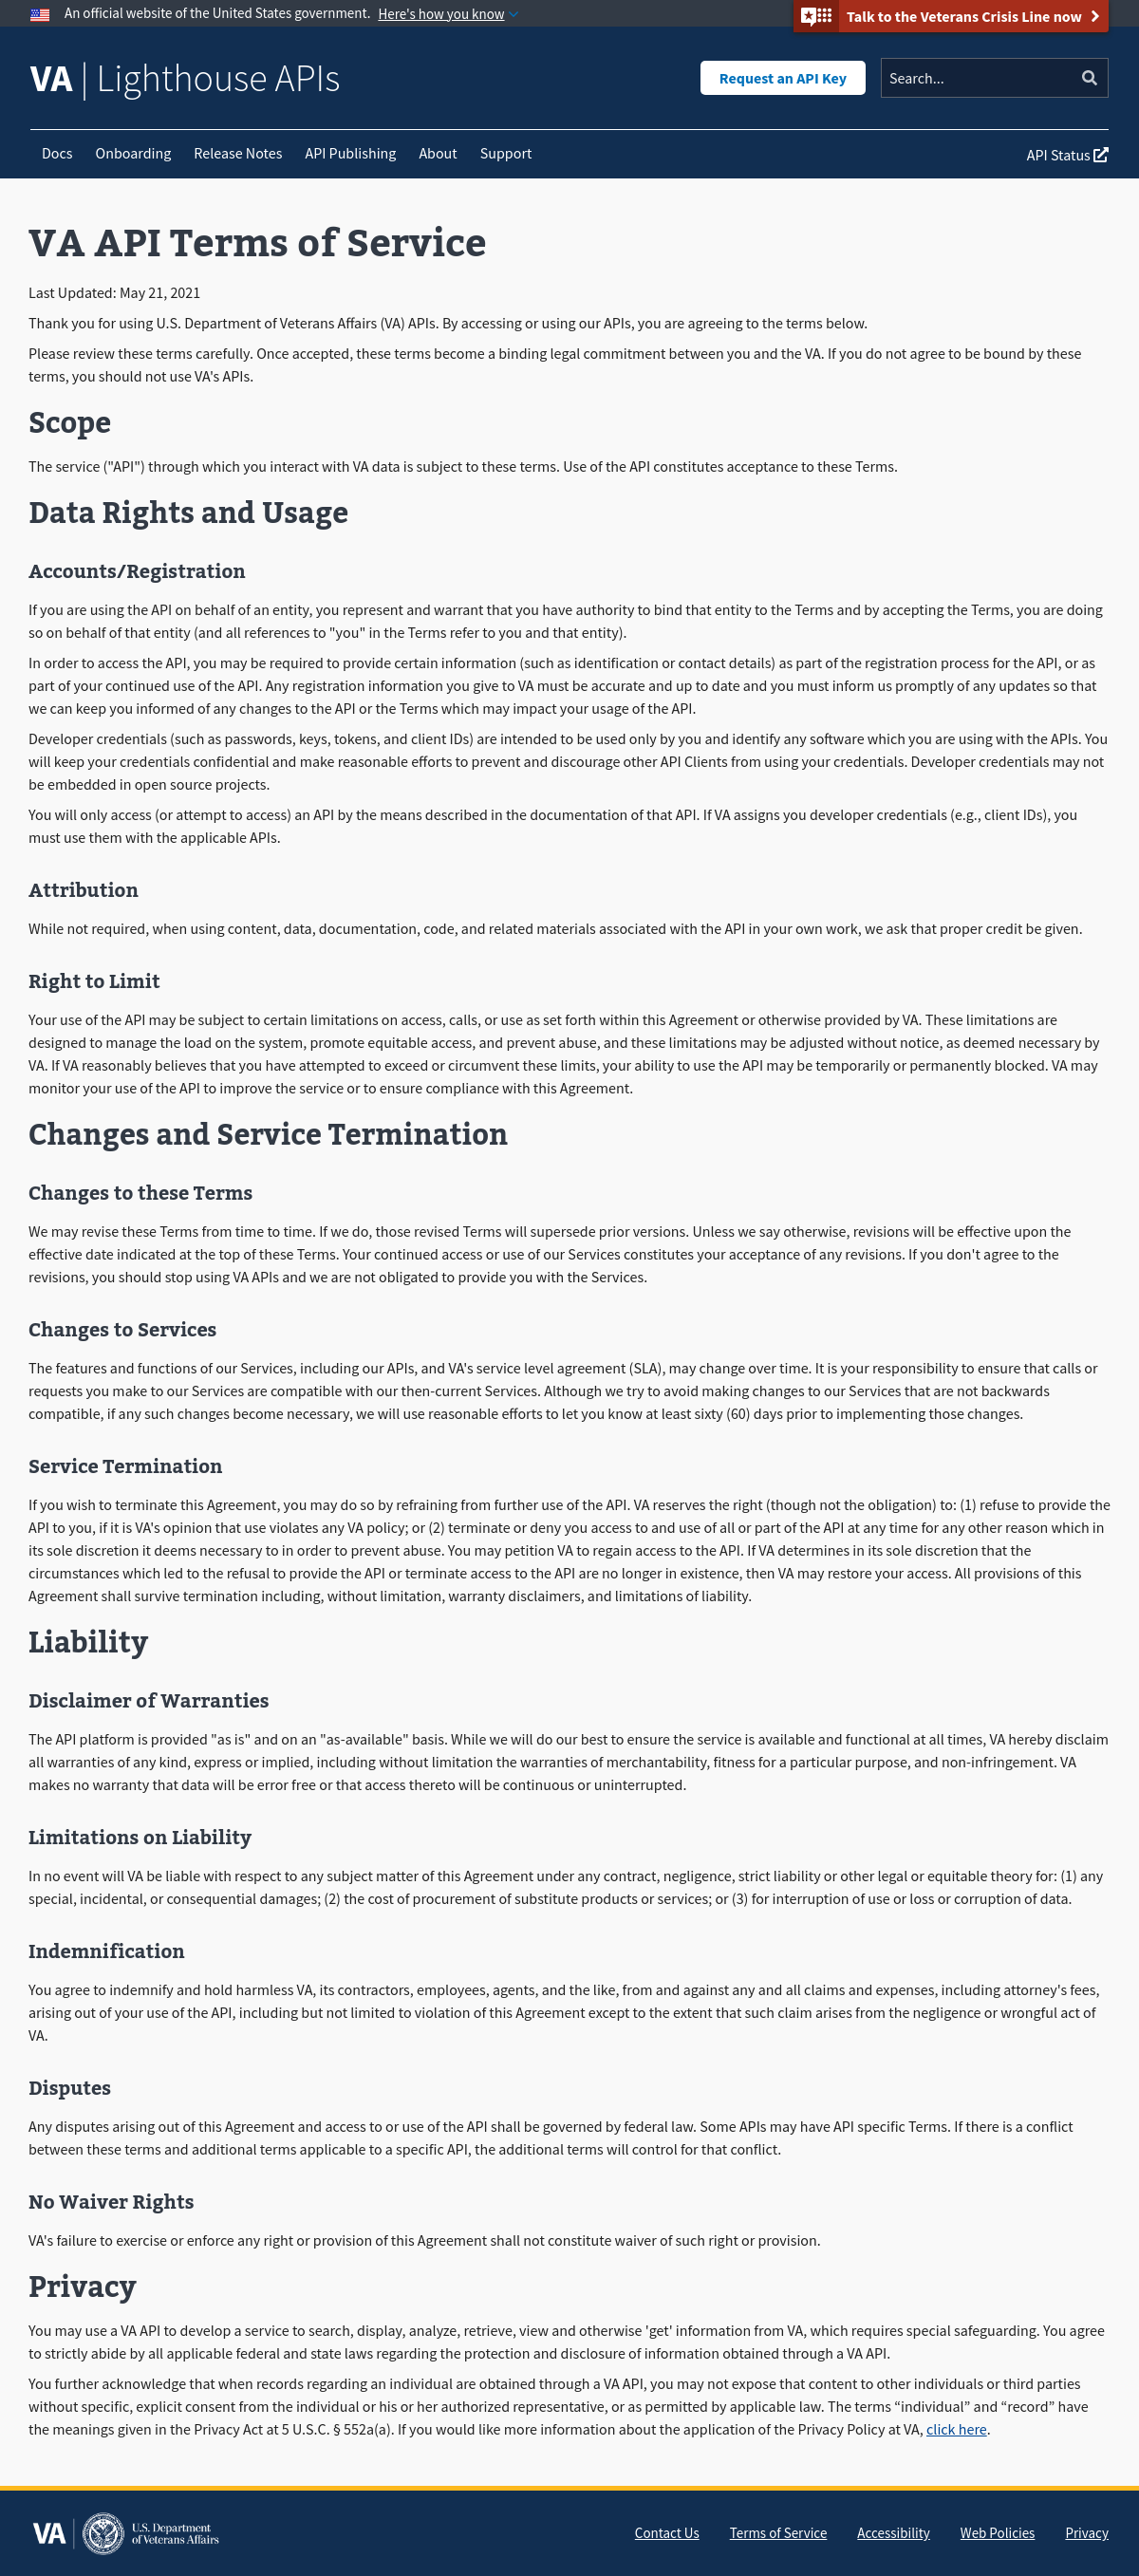 An official website of the United States government. Here's how you know
Talk to the Veterans Crisis Line now
VA | Lighthouse APIs
Request an API Key
Search...
Docs Onboarding Release Notes API Publishing About Support
API Status
VA API Terms of Service
Last Updated: May 21, 2021
Thank you for using U.S. Department of Veterans Affairs (VA) APIs. By accessing or using our APIs, you are agreeing to the terms below.
Please review these terms carefully. Once accepted, these terms become a binding legal commitment between you and the VA. If you do not agree to be bound by these
terms, you should not use VA's APIs.
Scope
The service ("API") through which you interact with VA data is subject to these terms. Use of the API constitutes acceptance to these Terms.
Data Rights and Usage
Accounts/Registration
If you are using the API on behalf of an entity, you represent and warrant that you have authority to bind that entity to the Terms and by accepting the Terms, you are doing
so on behalf of that entity (and all references to "you" in the Terms refer to you and that entity).
In order to access the API, you may be required to provide certain information (such as identification or contact details) as part of the registration process for the API, or as
part of your continued use of the API. Any registration information you give to VA must be accurate and up to date and you must inform us promptly of any updates so that
we can keep you informed of any changes to the API or the Terms which may impact your usage of the API.
Developer credentials (such as passwords, keys, tokens, and client IDs) are intended to be used only by you and identify any software which you are using with the APIs. You
will keep your credentials confidential and make reasonable efforts to prevent and discourage other API Clients from using your credentials. Developer credentials may not
be embedded in open source projects.
You will only access (or attempt to access) an API by the means described in the documentation of that API. If VA assigns you developer credentials (e.g., client IDs), you
must use them with the applicable APIs.
Attribution
While not required, when using content, data, documentation, code, and related materials associated with the API in your own work, we ask that proper credit be given.
Right to Limit
Your use of the API may be subject to certain limitations on access, calls, or use as set forth within this Agreement or otherwise provided by VA. These limitations are
designed to manage the load on the system, promote equitable access, and prevent abuse, and these limitations may be adjusted without notice, as deemed necessary by
VA. If VA reasonably believes that you have attempted to exceed or circumvent these limits, your ability to use the API may be temporarily or permanently blocked. VA may
monitor your use of the API to improve the service or to ensure compliance with this Agreement.
Changes and Service Termination
Changes to these Terms
We may revise these Terms from time to time. If we do, those revised Terms will supersede prior versions. Unless we say otherwise, revisions will be effective upon the
effective date indicated at the top of these Terms. Your continued access or use of our Services constitutes your acceptance of any revisions. If you don't agree to the
revisions, you should stop using VA APIs and we are not obligated to provide you with the Services.
Changes to Services
The features and functions of our Services, including our APIs, and VA's service level agreement (SLA), may change over time. It is your responsibility to ensure that calls or
requests you make to our Services are compatible with our then-current Services. Although we try to avoid making changes to our Services that are not backwards
compatible, if any such changes become necessary, we will use reasonable efforts to let you know at least sixty (60) days prior to implementing those changes.
Service Termination
If you wish to terminate this Agreement, you may do so by refraining from further use of the API. VA reserves the right (though not the obligation) to: (1) refuse to provide the
API to you, if it is VA's opinion that use violates any VA policy; or (2) terminate or deny you access to and use of all or part of the API at any time for any other reason which in
its sole discretion it deems necessary to in order to prevent abuse. You may petition VA to regain access to the API. If VA determines in its sole discretion that the
circumstances which led to the refusal to provide the API or terminate access to the API are no longer in existence, then VA may restore your access. All provisions of this
Agreement shall survive termination including, without limitation, warranty disclaimers, and limitations of liability.
Liability
Disclaimer of Warranties
The API platform is provided "as is" and on an "as-available" basis. While we will do our best to ensure the service is available and functional at all times, VA hereby disclaim
all warranties of any kind, express or implied, including without limitation the warranties of merchantability, fitness for a particular purpose, and non-infringement. VA
makes no warranty that data will be error free or that access thereto will be continuous or uninterrupted.
Limitations on Liability
In no event will VA be liable with respect to any subject matter of this Agreement under any contract, negligence, strict liability or other legal or equitable theory for: (1) any
special, incidental, or consequential damages; (2) the cost of procurement of substitute products or services; or (3) for interruption of use or loss or corruption of data.
Indemnification
You agree to indemnify and hold harmless VA, its contractors, employees, agents, and the like, from and against any and all claims and expenses, including attorney's fees,
arising out of your use of the API, including but not limited to violation of this Agreement except to the extent that such claim arises from the negligence or wrongful act of
VA.
Disputes
Any disputes arising out of this Agreement and access to or use of the API shall be governed by federal law. Some APIs may have API specific Terms. If there is a conflict
between these terms and additional terms applicable to a specific API, the additional terms will control for that conflict.
No Waiver Rights
VA's failure to exercise or enforce any right or provision of this Agreement shall not constitute waiver of such right or provision.
Privacy
You may use a VA API to develop a service to search, display, analyze, retrieve, view and otherwise 'get' information from VA, which requires special safeguarding. You agree
to strictly abide by all applicable federal and state laws regarding the protection and disclosure of information obtained through a VA API.
You further acknowledge that when records regarding an individual are obtained through a VA API, you may not expose that content to other individuals or third parties
without specific, explicit consent from the individual or his or her authorized representative, or as permitted by applicable law. The terms “individual” and “record” have
the meanings given in the Privacy Act at 5 U.S.C. § 552a(a). If you would like more information about the application of the Privacy Policy at VA, click here.
VA
U.S. Department
of Veterans Affairs
Contact Us Terms of Service Accessibility Web Policies Privacy